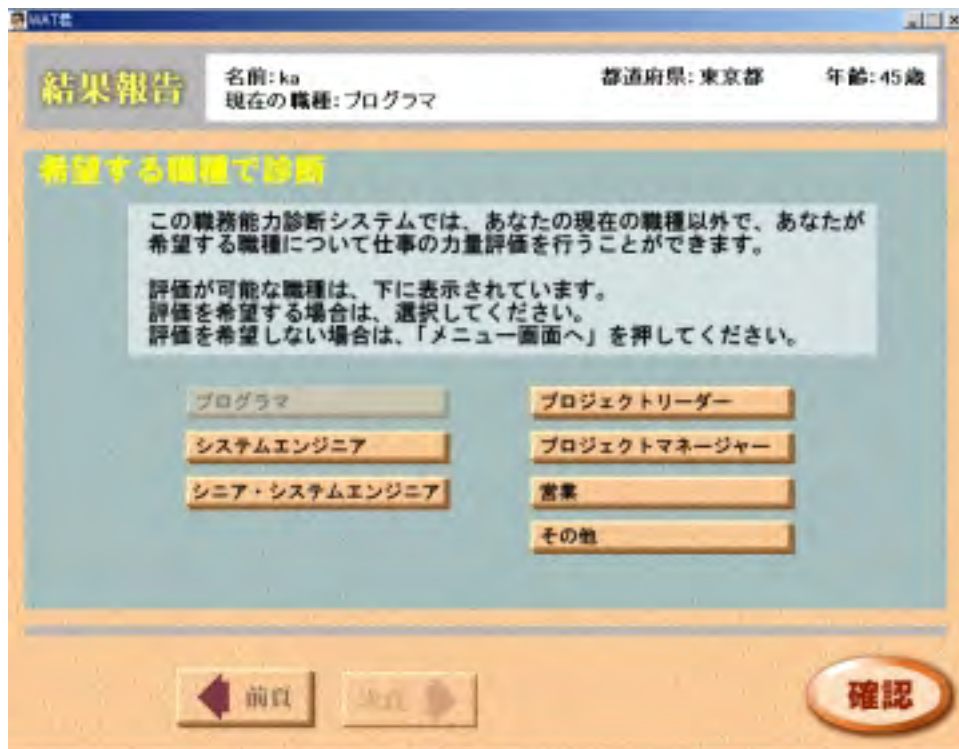 WAT君
結果報告
名前:ka
都道府県:東京都
年齢:45歳
現在の職種:プログラマ
希望する職種で診断
この職務能力診断システムでは、あなたの現在の職種以外で、あなたが
希望する職種について仕事の力量評価を行うことができます。
評価が可能な職種は、下に表示されています。
評価を希望する場合は、選択してください。
評価を希望しない場合は、「メニュー画面へ」を押してください。
プログラマ
システムエンジニア
シニア・システムエンジニア
プロジェクトリーダー
プロジェクトマネージャー
営業
その他
前頁
次頁
確認